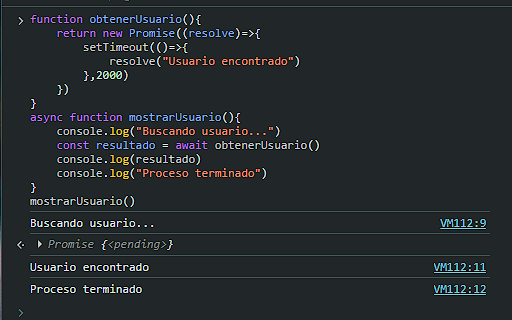 function obtenerUsuario(){
    return new Promise((resolve)=>{
        setTimeout(()=>{
            resolve("Usuario encontrado")
        },2000)
    })
}
async function mostrarUsuario(){
    console.log("Buscando usuario...")
    const resultado = await obtenerUsuario()
    console.log(resultado)
    console.log("Proceso terminado")
}
mostrarUsuario()
Buscando usuario... VM112:9
Promise {<pending>}
Usuario encontrado VM112:11
Proceso terminado VM112:12